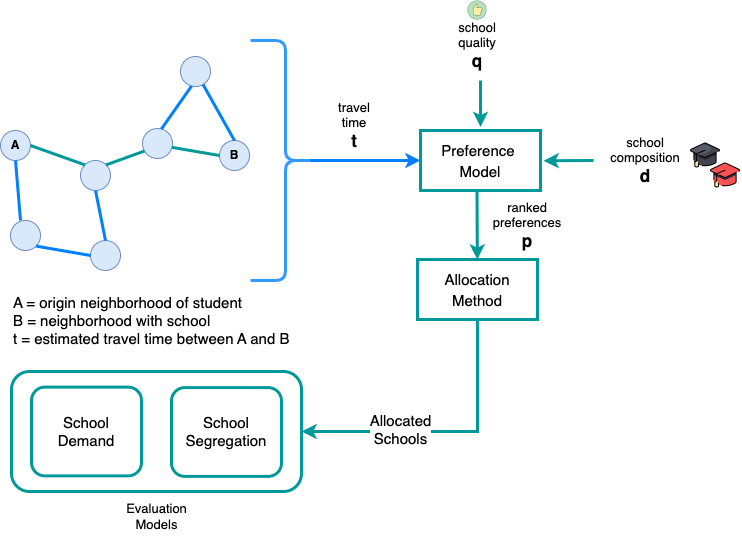 school
quality
q
travel
time
t
A
B
Preference
Model
school
composition
d
ranked
preferences
p
Allocation
Method
A = origin neighborhood of student
B = neighborhood with school
t = estimated travel time between A and B
School
Demand
School
Segregation
Allocated
Schools
Evaluation
Models